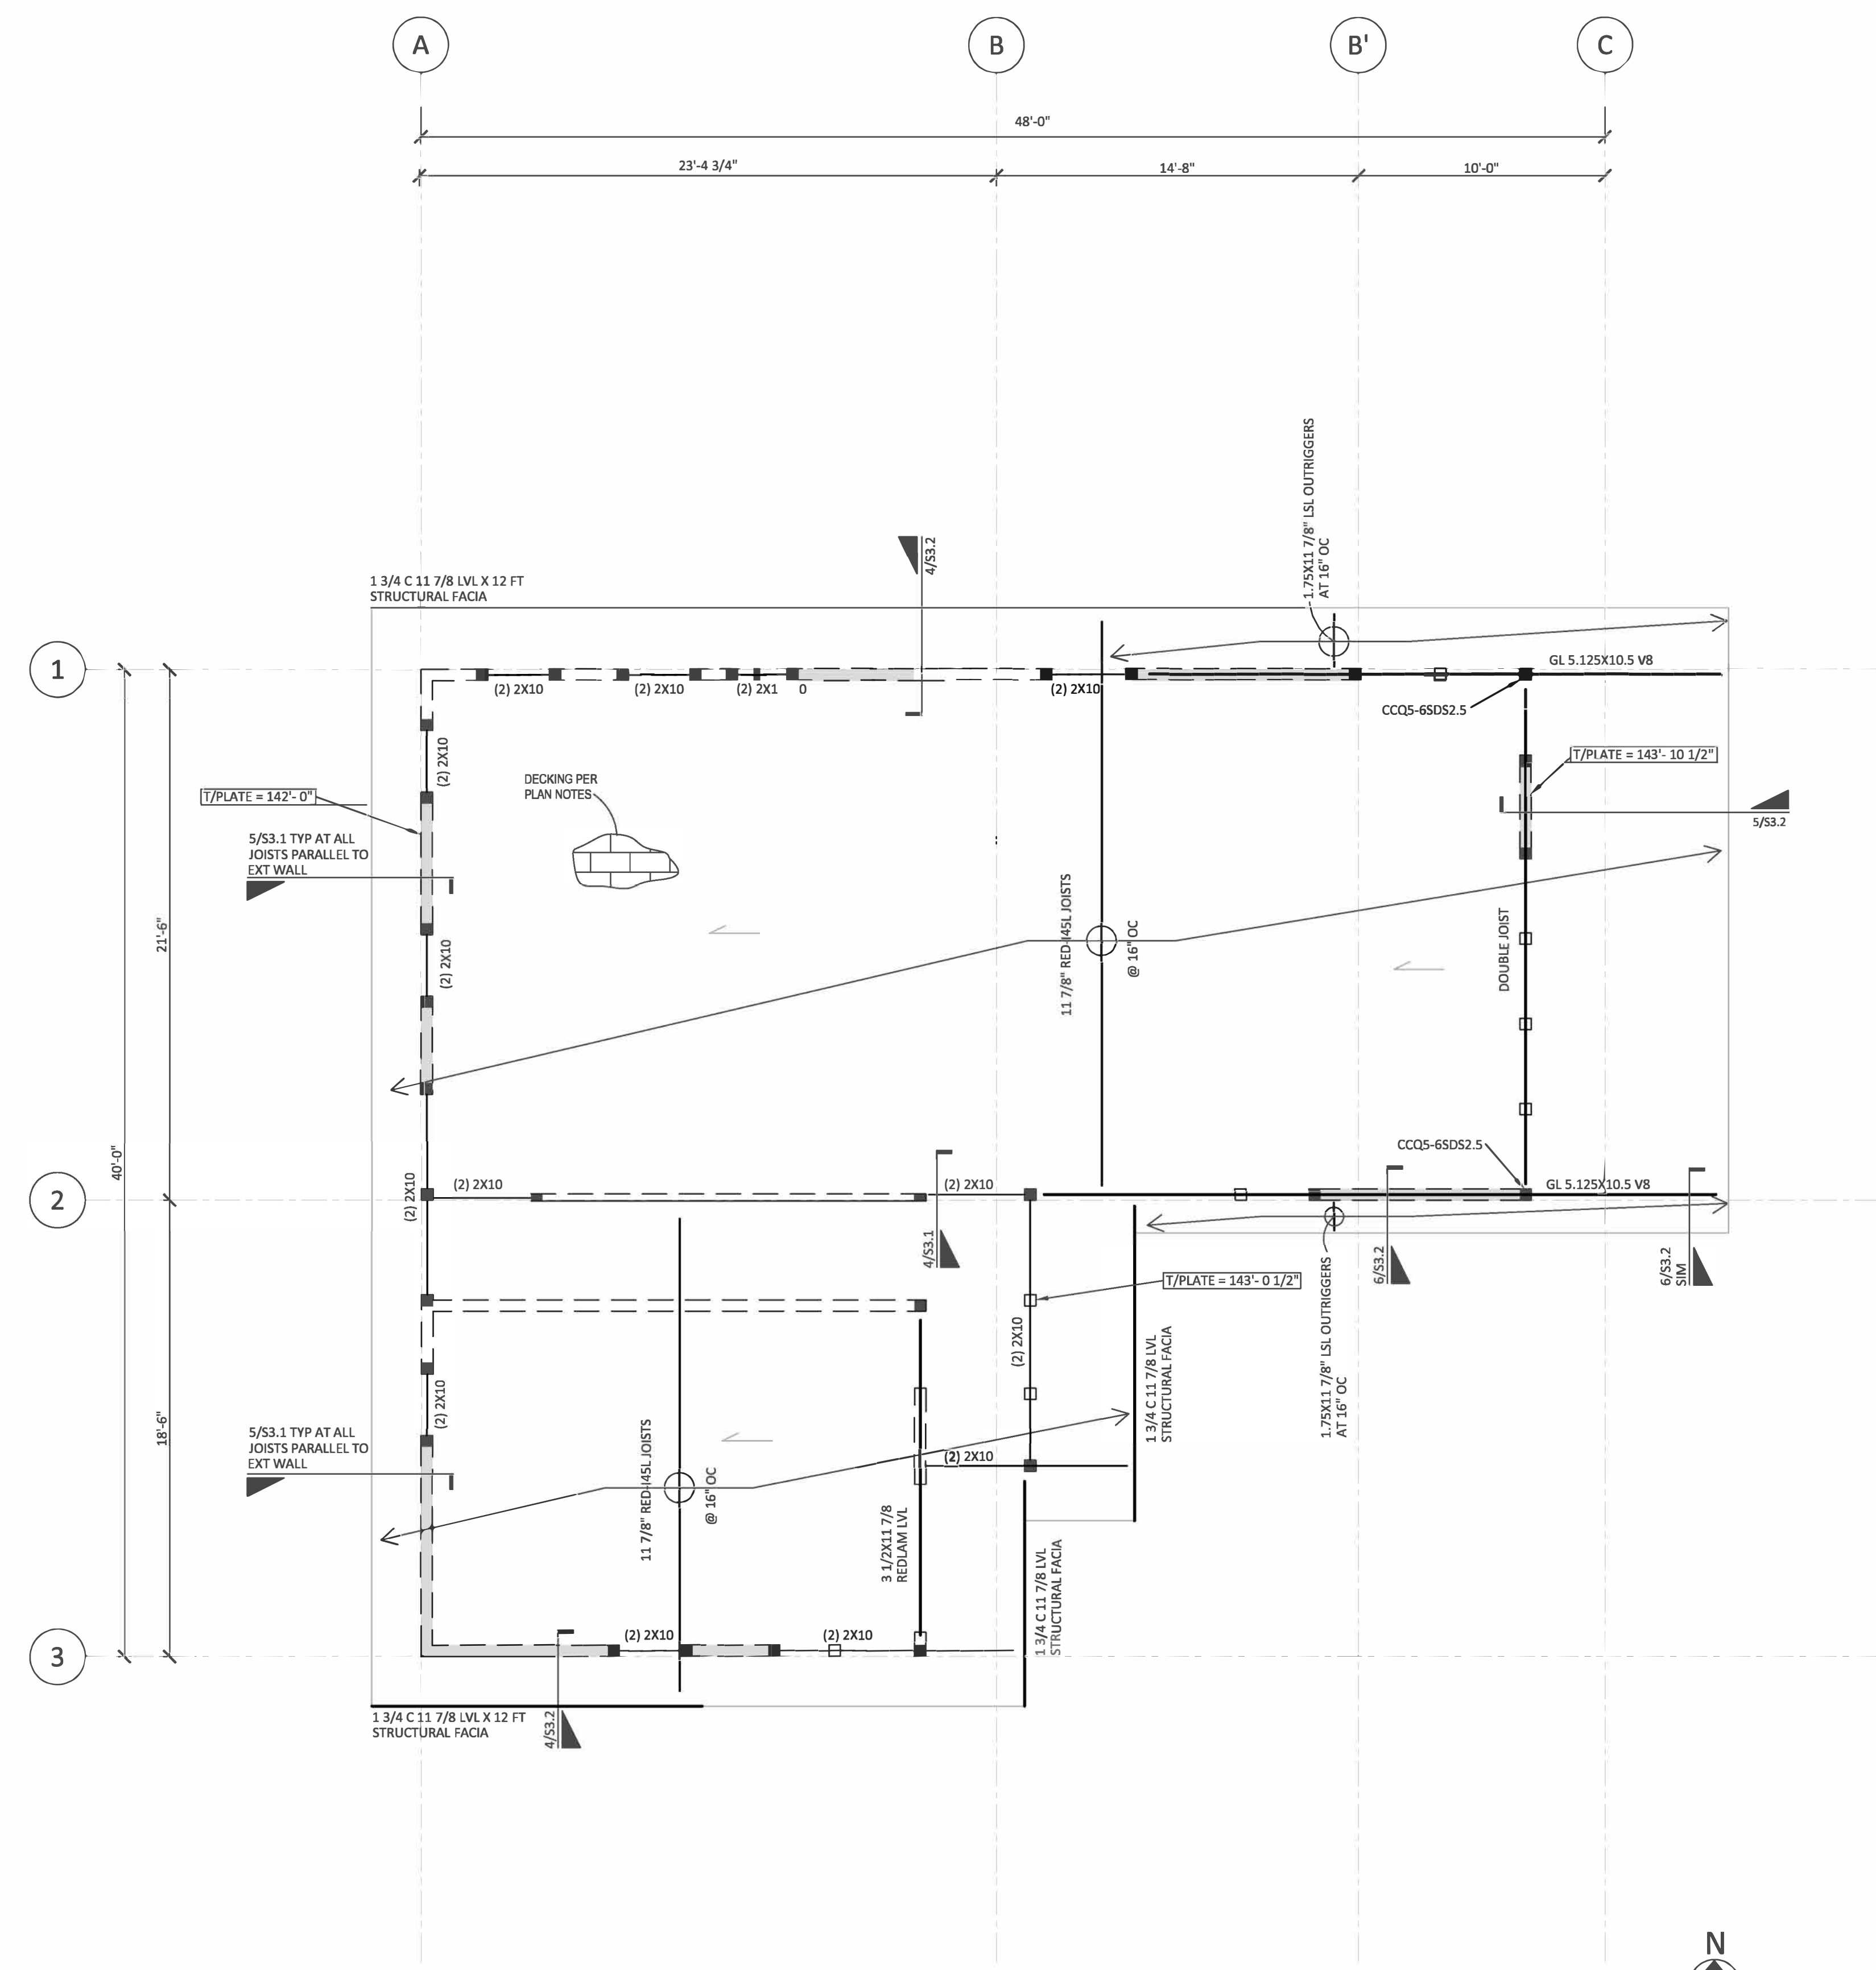 A
B
B'
C
48'-0"
23'-4 3/4"
14'-8"
10'-0"
1.75X11 7/8" LSL OUTRIGGERS
AT 16" OC
4/S3.2
1 3/4 C 11 7/8 LVL X 12 FT
STRUCTURAL FACIA
1
GL 5.125X10.5 V8
(2) 2X10
(2) 2X10
(2) 2X1 0
(2) 2X10
CCQ5-6SDS2.5
T/PLATE = 143'- 10 1/2"
(2) 2X10
DECKING PER
PLAN NOTES
T/PLATE = 142'- 0"
5/S3.2
5/S3.1 TYP AT ALL
JOISTS PARALLEL TO
EXT WALL
21'-6"
(2) 2X10
11 7/8" RED-I45L JOISTS
@ 16" OC
DOUBLE JOIST
40'-0"
CCQ5-6SDS2.5
2
(2) 2X10
(2) 2X10
(2) 2X10
GL 5.125X10.5 V8
4/S3.1
6/S3.2
6/S3.2
SIM
T/PLATE = 143'- 0 1/2"
(2) 2X10
1 3/4 C 11 7/8 LVL
STRUCTURAL FACIA
1.75X11 7/8" LSL OUTRIGGERS
AT 16" OC
18'-6"
(2) 2X10
5/S3.1 TYP AT ALL
JOISTS PARALLEL TO
EXT WALL
11 7/8" RED-I45L JOISTS
@ 16" OC
(2) 2X10
3 1/2X11 7/8
REDLAM LVL
1 3/4 C 11 7/8 LVL
STRUCTURAL FACIA
3
(2) 2X10
(2) 2X10
1 3/4 C 11 7/8 LVL X 12 FT
STRUCTURAL FACIA
4/S3.2
N